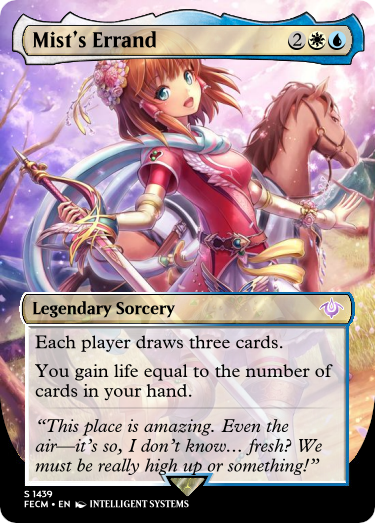 Mist's Errand 2
Legendary Sorcery
Each player draws three cards.
You gain life equal to the number of
cards in your hand.
“This place is amazing. Even the
air—it's so, I don't know… fresh? We
must be really high up or something!”
S 1439
FECM • EN INTELLIGENT SYSTEMS